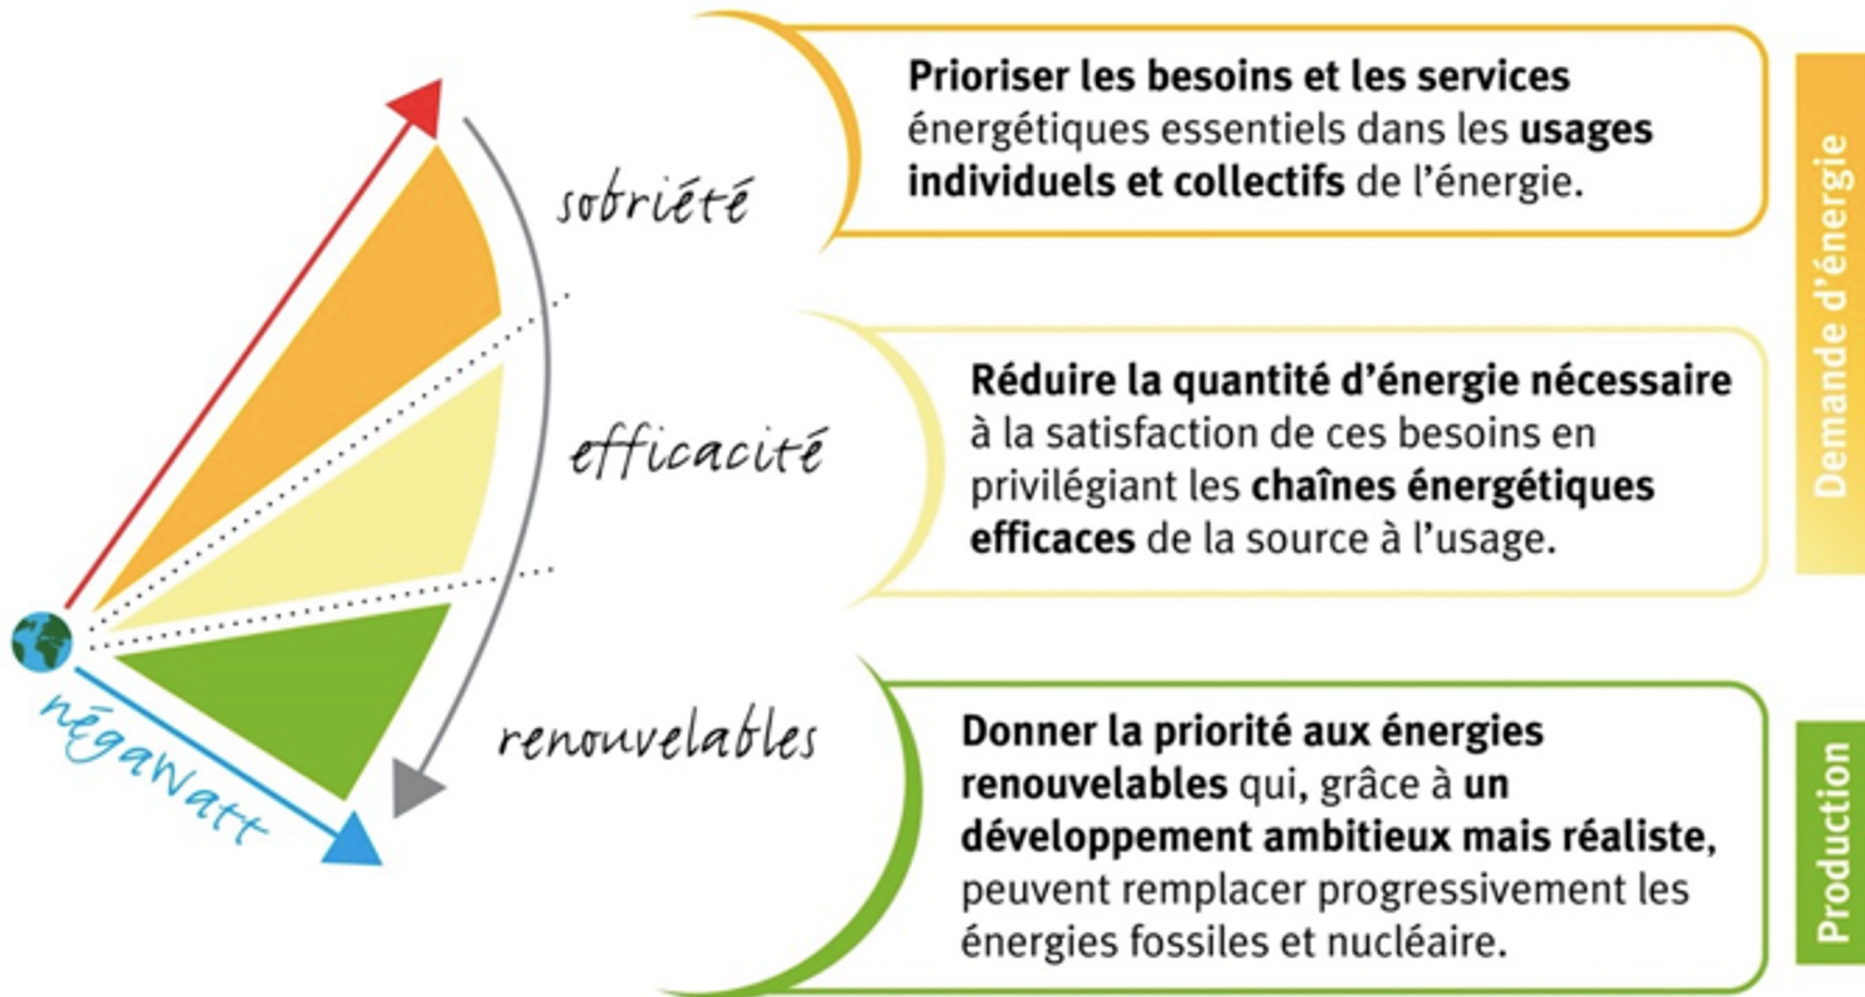 sobriété
Prioriser les besoins et les services
énergétiques essentiels dans les usages
individuels et collectifs de l'énergie.
efficacité
Réduire la quantité d'énergie nécessaire
à la satisfaction de ces besoins en
privilégiant les chaînes énergétiques
efficaces de la source à l'usage.
Demande d'énergie
négaWatt
renouvelables
Donner la priorité aux énergies
renouvelables qui, grâce à un
développement ambitieux mais réaliste,
peuvent remplacer progressivement les
énergies fossiles et nucléaire.
Production